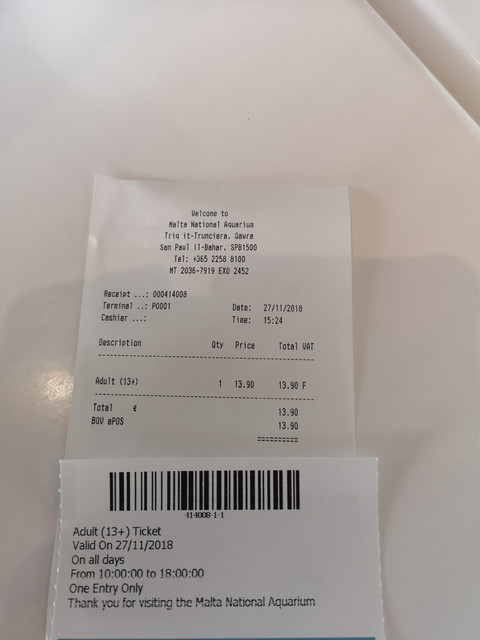 Welcome to
Malta National Aquarium
Triq it-Trunciera, Qawra
San Pawl il-Bahar, SPB1500
Tel: +365 2258 8100
MT 2036-7919 EXO 2452
Receipt ...: 000414008
Terminal ..: P0001 Date: 27/11/2018
Cashier ...: Time: 15:24
Description Qty Price Total VAT
Adult (13+) 1 13.90 13.90 F
Total € 13.90
BOV ePOS 13.90
414008-1-1
Adult (13+) Ticket
Valid On 27/11/2018
On all days
From 10:00:00 to 18:00:00
One Entry Only
Thank you for visiting the Malta National Aquarium